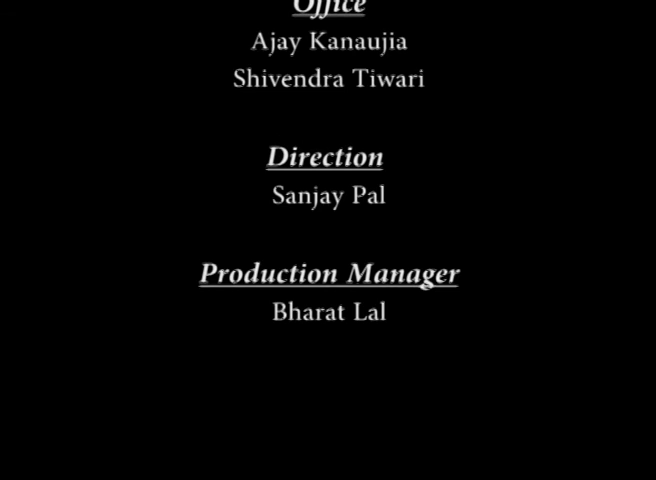 Office
Ajay Kanaujia
Shivendra Tiwari
Direction
Sanjay Pal
Production Manager
Bharat Lal